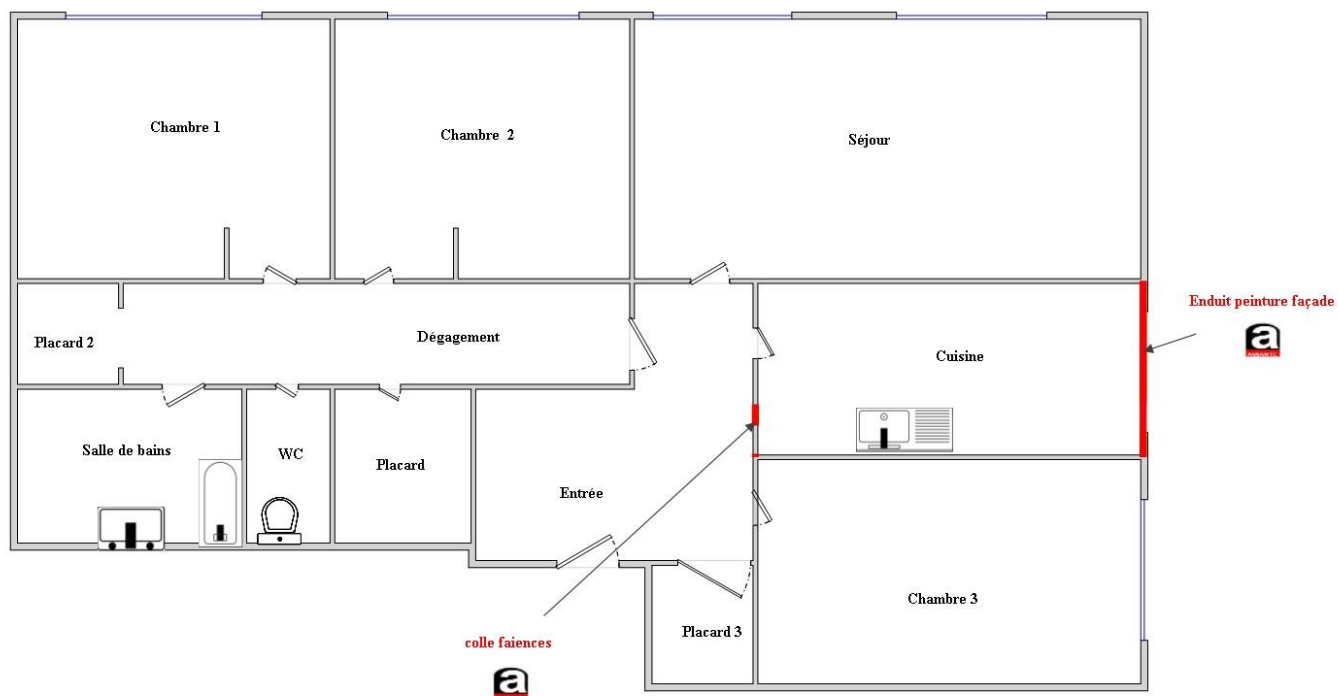 Chambre 1
Chambre 2
Séjour
Enduit peinture façade
a
Placard 2
Dégagement
Cuisine
Salle de bains
WC
Placard
Entrée
Chambre 3
Placard 3
colle faiences
a